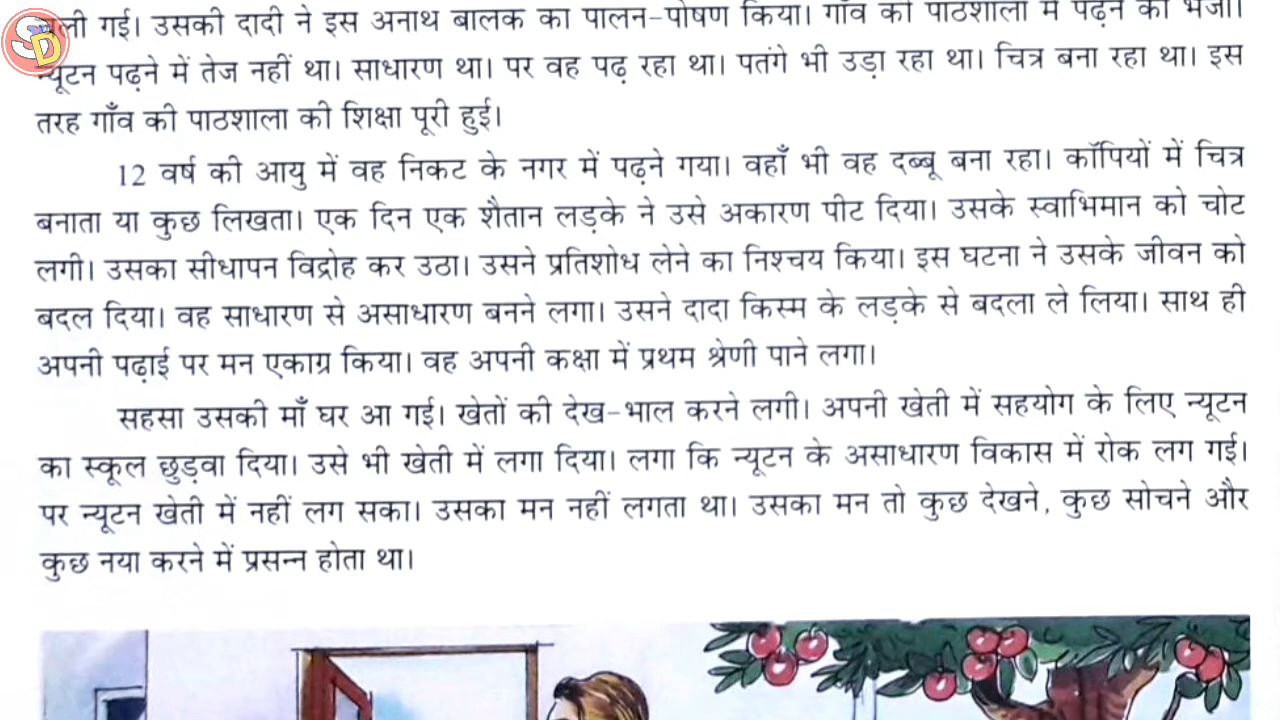 चली गई। उसकी दादी ने इस अनाथ बालक का पालन-पोषण किया। गाँव की पाठशाला में पढ़ने को भेजा।
न्यूटन पढ़ने में तेज नहीं था। साधारण था। पर वह पढ़ रहा था। पतंगे भी उड़ा रहा था। चित्र बना रहा था। इस
तरह गाँव की पाठशाला की शिक्षा पूरी हुई।
12 वर्ष की आयु में वह निकट के नगर में पढ़ने गया। वहाँ भी वह दब्बू बना रहा। कॉपियों में चित्र
बनाता या कुछ लिखता। एक दिन एक शैतान लड़के ने उसे अकारण पीट दिया। उसके स्वाभिमान को चोट
लगी। उसका सीधापन विद्रोह कर उठा। उसने प्रतिशोध लेने का निश्चय किया। इस घटना ने उसके जीवन को
बदल दिया। वह साधारण से असाधारण बनने लगा। उसने दादा किस्म के लड़के से बदला ले लिया। साथ ही
अपनी पढ़ाई पर मन एकाग्र किया। वह अपनी कक्षा में प्रथम श्रेणी पाने लगा।
सहसा उसकी माँ घर आ गई। खेतों की देख-भाल करने लगी। अपनी खेती में सहयोग के लिए न्यूटन
का स्कूल छुड़वा दिया। उसे भी खेती में लगा दिया। लगा कि न्यूटन के असाधारण विकास में रोक लग गई।
पर न्यूटन खेती में नहीं लग सका। उसका मन नहीं लगता था। उसका मन तो कुछ देखने, कुछ सोचने और
कुछ नया करने में प्रसन्न होता था।
SD